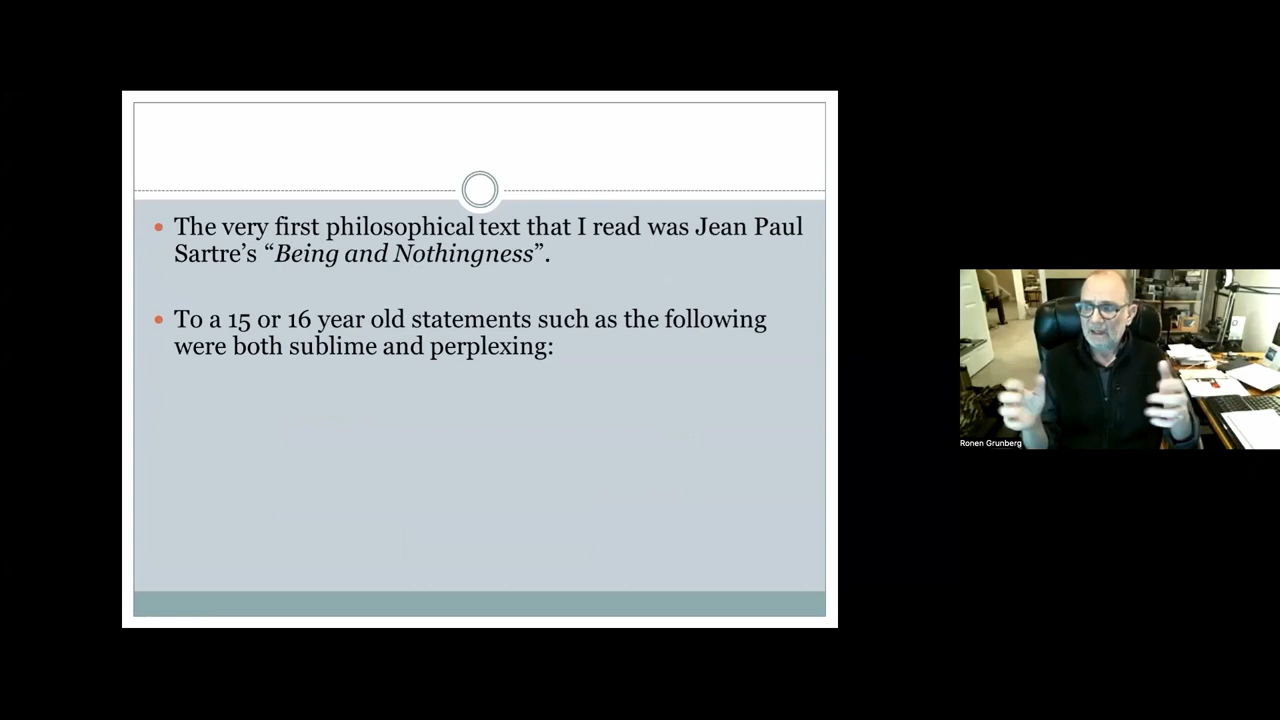 The very first philosophical text that I read was Jean Paul
Sartre’s “Being and Nothingness”.
To a 15 or 16 year old statements such as the following
were both sublime and perplexing:
Ronen Grunberg